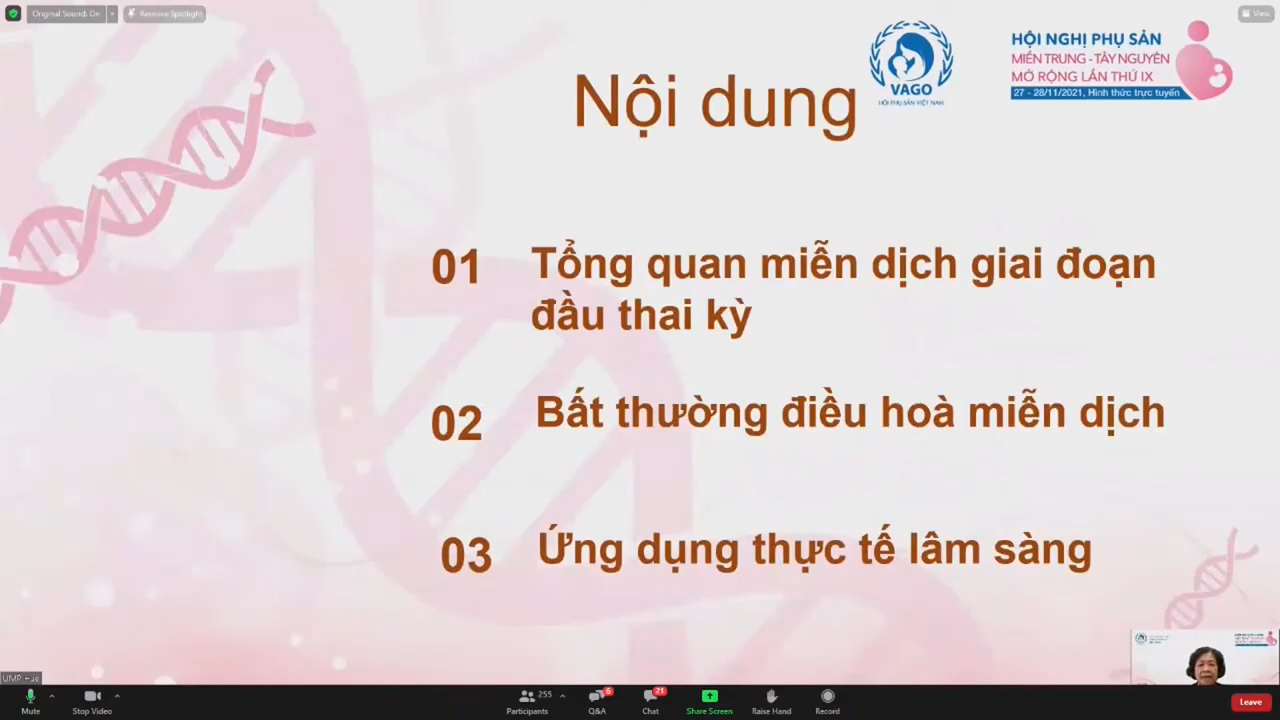 Original Sound: On
Remove Spotlight
View
VAGO
HỘI PHỤ SẢN VIỆT NAM
HỘI NGHỊ PHỤ SẢN
MIỀN TRUNG - TÂY NGUYÊN
MỞ RỘNG LẦN THỨ IX
27 - 28/11/2021, Hình thức trực tuyến
Nội dung
01 Tổng quan miễn dịch giai đoạn
đầu thai kỳ
02 Bất thường điều hoà miễn dịch
03 Ứng dụng thực tế lâm sàng
Mute
Stop Video
255
Participants
6
Q&A
21
Chat
Share Screen
Raise Hand
Record
Leave